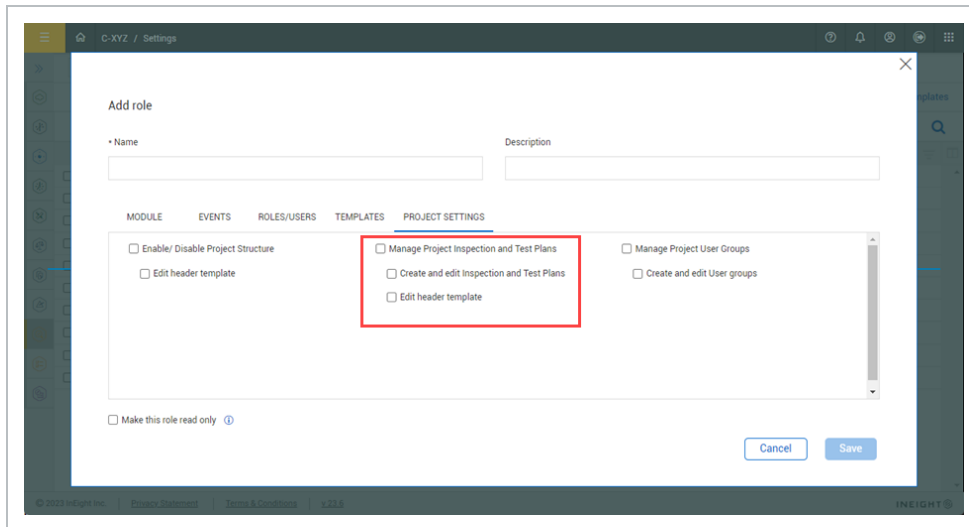 C-XYZ / Settings
mplates
Add role
• Name
Description
MODULE EVENTS ROLES/USERS TEMPLATES PROJECT SETTINGS
Enable/ Disable Project Structure
Manage Project Inspection and Test Plans
Manage Project User Groups
Edit header template
Create and edit Inspection and Test Plans
Create and edit User groups
Edit header template
Make this role read only
Cancel Save
© 2023 InEight Inc. Privacy Statement Terms & Conditions v 23.6 INEIGHT